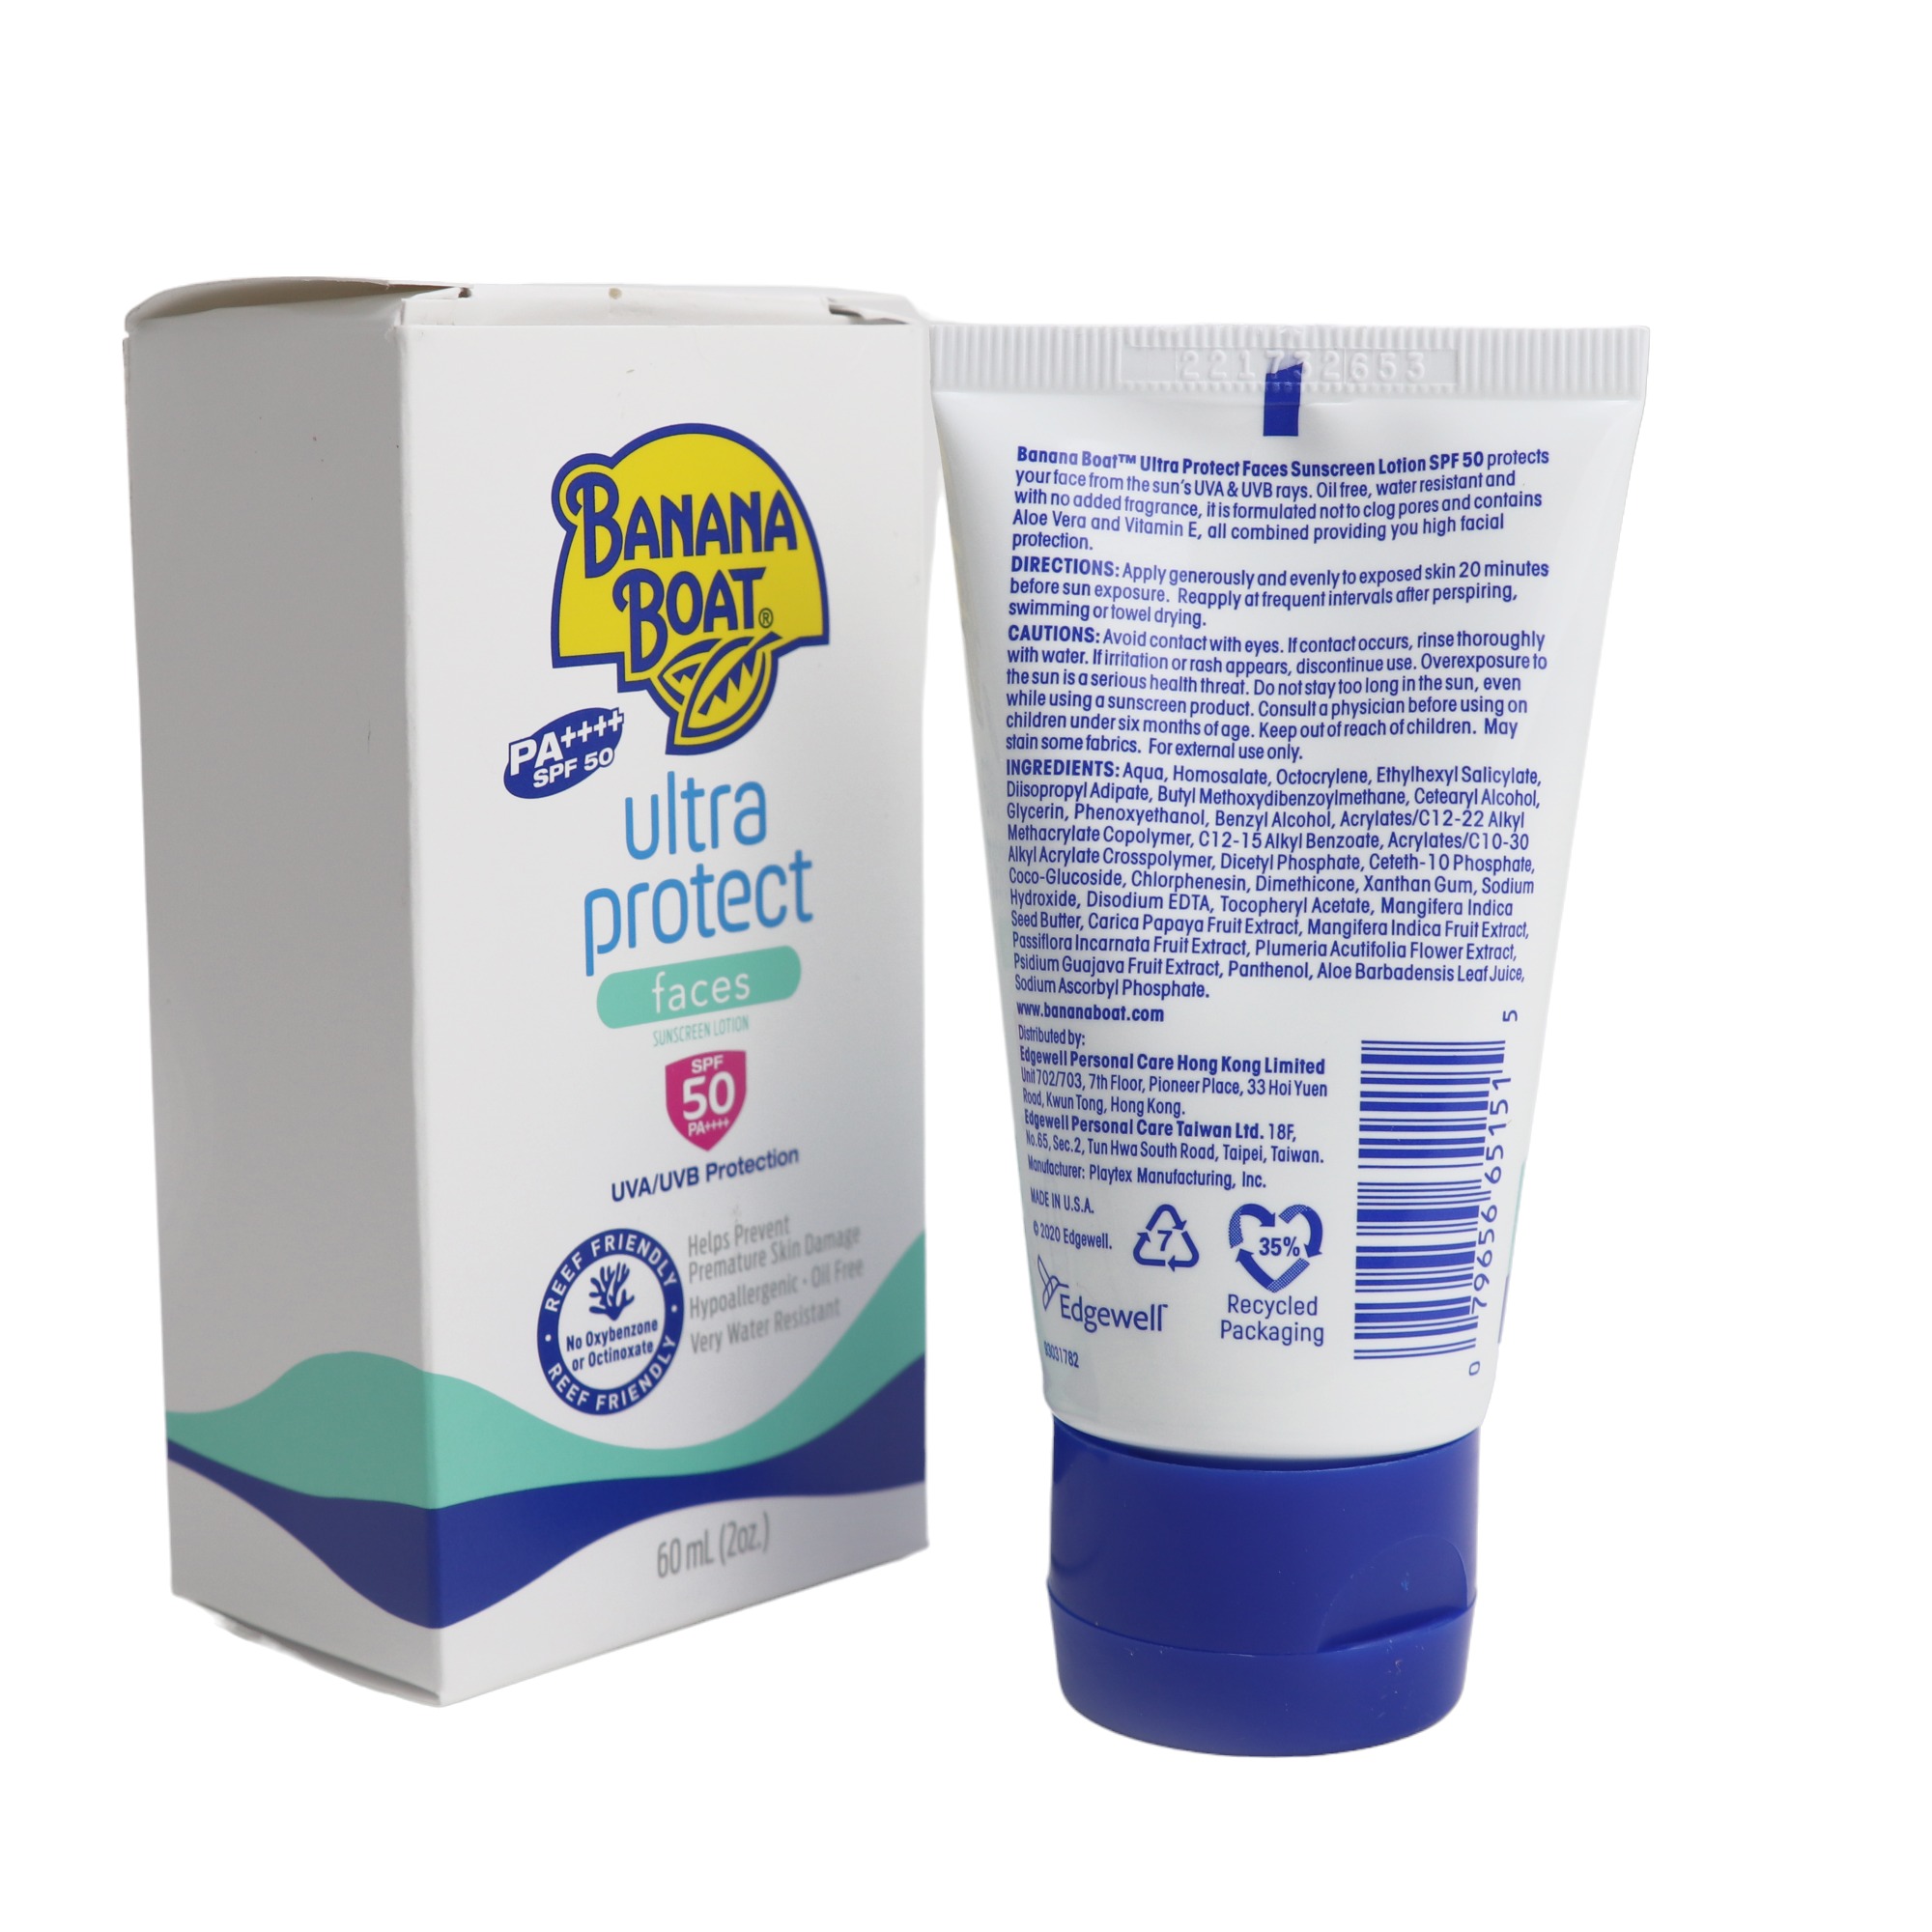 BANANA
BOAT®
PA++++
SPF 50
ultra
protect
faces
SUNSCREEN LOTION
SPF
50
PA++++
UVA/UVB Protection
REEF FRIENDLY
No Oxybenzone
or Octinoxate
REEF FRIENDLY
Helps Prevent
Premature Skin Damage
Hypoallergenic • Oil Free
Very Water Resistant
60 mL (2oz.)
221732653
Banana Boat™ Ultra Protect Faces Sunscreen Lotion SPF 50 protects
your face from the sun's UVA & UVB rays. Oil free, water resistant and
with no added fragrance, it is formulated not to clog pores and contains
Aloe Vera and Vitamin E, all combined providing you high facial
protection.
DIRECTIONS: Apply generously and evenly to exposed skin 20 minutes
before sun exposure. Reapply at frequent intervals after perspiring,
swimming or towel drying.
CAUTIONS: Avoid contact with eyes. If contact occurs, rinse thoroughly
with water. If irritation or rash appears, discontinue use. Overexposure to
the sun is a serious health threat. Do not stay too long in the sun, even
while using a sunscreen product. Consult a physician before using on
children under six months of age. Keep out of reach of children. May
stain some fabrics. For external use only.
INGREDIENTS: Aqua, Homosalate, Octocrylene, Ethylhexyl Salicylate,
Diisopropyl Adipate, Butyl Methoxydibenzoylmethane, Cetearyl Alcohol,
Glycerin, Phenoxyethanol, Benzyl Alcohol, Acrylates/C12-22 Alkyl
Methacrylate Copolymer, C12-15 Alkyl Benzoate, Acrylates/C10-30
Alkyl Acrylate Crosspolymer, Dicetyl Phosphate, Ceteth-10 Phosphate,
Coco-Glucoside, Chlorphenesin, Dimethicone, Xanthan Gum, Sodium
Hydroxide, Disodium EDTA, Tocopheryl Acetate, Mangifera Indica
Seed Butter, Carica Papaya Fruit Extract, Mangifera Indica Fruit Extract,
Passiflora Incarnata Fruit Extract, Plumeria Acutifolia Flower Extract,
Psidium Guajava Fruit Extract, Panthenol, Aloe Barbadensis Leaf Juice,
Sodium Ascorbyl Phosphate.
www.bananaboat.com
Distributed by:
Edgewell Personal Care Hong Kong Limited
Unit 702/703, 7th Floor, Pioneer Place, 33 Hoi Yuen
Road, Kwun Tong, Hong Kong.
Edgewell Personal Care Taiwan Ltd. 18F,
No.65, Sec.2, Tun Hwa South Road, Taipei, Taiwan.
Manufacturer: Playtex Manufacturing, Inc.
MADE IN U.S.A.
© 2020 Edgewell.
7
35%
Recycled
Packaging
Edgewell
0 79656 65151 5